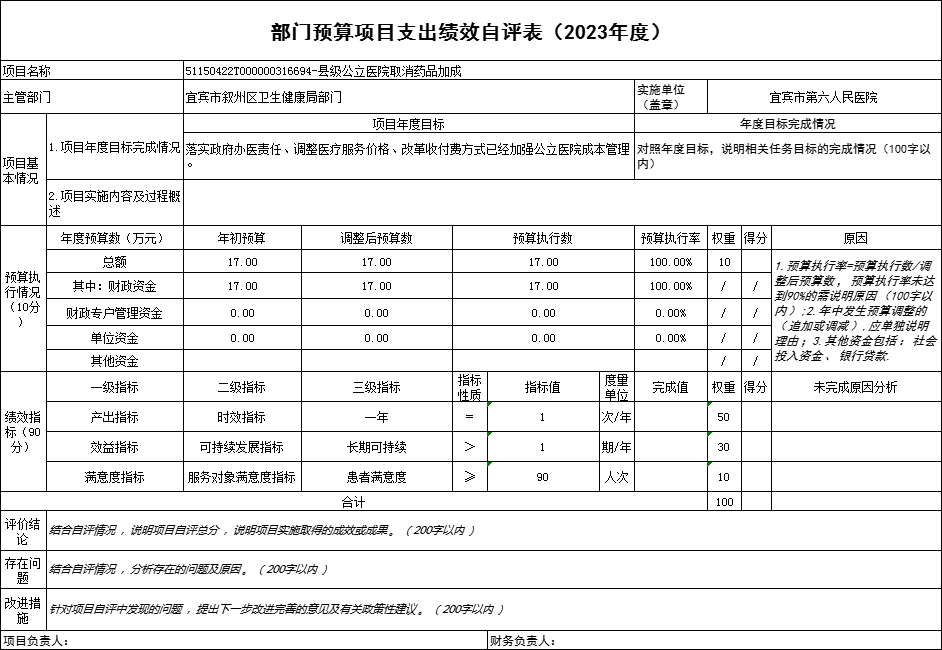 部门预算项目支出绩效自评表（2023年度）
项目名称 51150422T000000316694-县级公立医院取消药品加成
主管部门 宜宾市叙州区卫生健康局部门 实施单位（盖章） 宜宾市第六人民医院
项目基本情况 1.项目年度目标完成情况 项目年度目标 年度目标完成情况
落实政府办医责任、调整医疗服务价格、改革收付费方式已经加强公立医院成本管理。 对照年度目标，说明相关任务目标的完成情况（100字以内）
2.项目实施内容及过程概述
预算执行情况（10分） 年度预算数（万元） 年初预算 调整后预算数 预算执行数 预算执行率 权重 得分 原因
总额 17.00 17.00 17.00 100.00% 10
其中：财政资金 17.00 17.00 17.00 100.00% / /
财政专户管理资金 0.00 0.00 0.00 0.00% / /
单位资金 0.00 0.00 0.00 0.00% / /
其他资金 / /
1.预算执行率=预算执行数/调整后预算数，预算执行率未达到90%的需说明原因（100字以内）;2.年中发生预算调整的（追加或调减）,应单独说明理由；3.其他资金包括：社会投入资金、银行贷款.
绩效指标（90分） 一级指标 二级指标 三级指标 指标性质 指标值 度量单位 完成值 权重 得分 未完成原因分析
产出指标 时效指标 一年 = 1 次/年 50
效益指标 可持续发展指标 长期可持续 ＞ 1 期/年 30
满意度指标 服务对象满意度指标 患者满意度 ≥ 90 人次 10
合计 100
评价结论 结合自评情况，说明项目自评总分，说明项目实施取得的成效或成果。（200字以内）
存在问题 结合自评情况，分析存在的问题及原因。（200字以内）
改进措施 针对项目自评中发现的问题，提出下一步改进完善的意见及有关政策性建议。（200字以内）
项目负责人： 财务负责人：